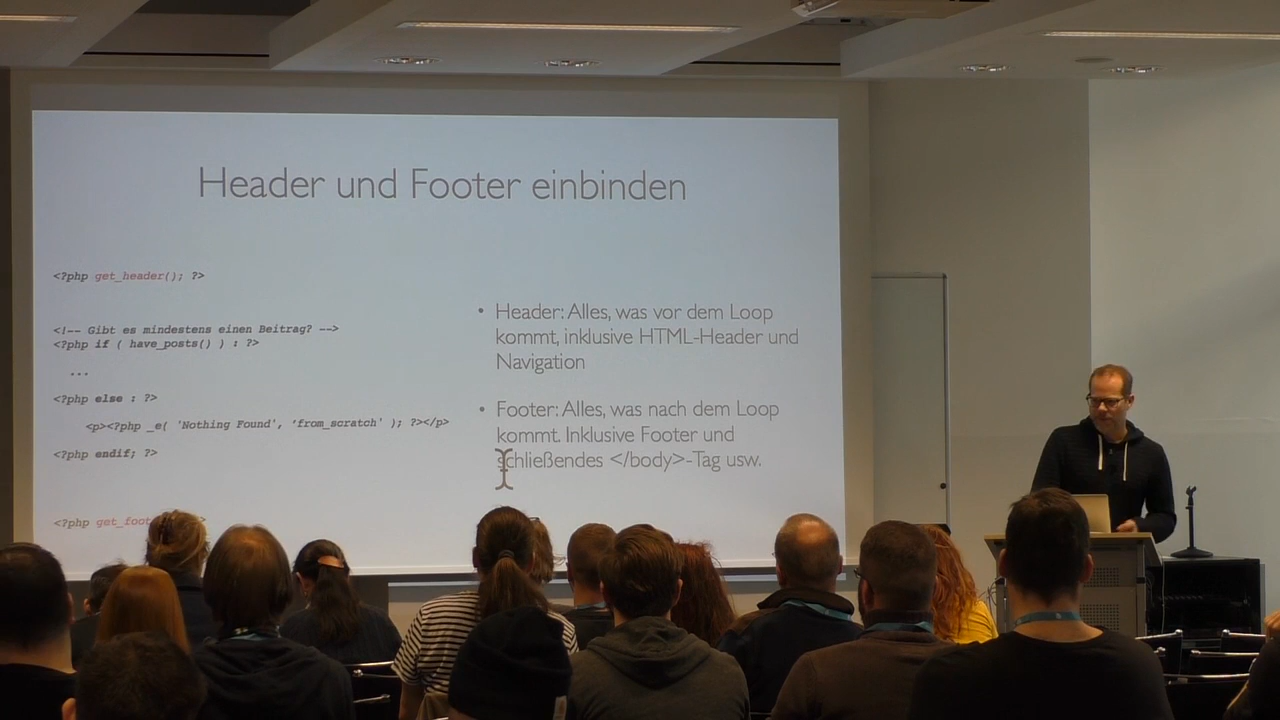 Header und Footer einbinden
<?php get_header(); ?>
<!-- Gibt es mindestens einen Beitrag? -->
<?php if ( have_posts() ) : ?>
...
<?php else : ?>
<p><?php _e( 'Nothing Found', 'from_scratch' ); ?></p>
<?php endif; ?>
<?php get_foot
• Header: Alles, was vor dem Loop
kommt, inklusive HTML-Header und
Navigation
• Footer: Alles, was nach dem Loop
kommt. Inklusive Footer und
schließendes </body>-Tag usw.